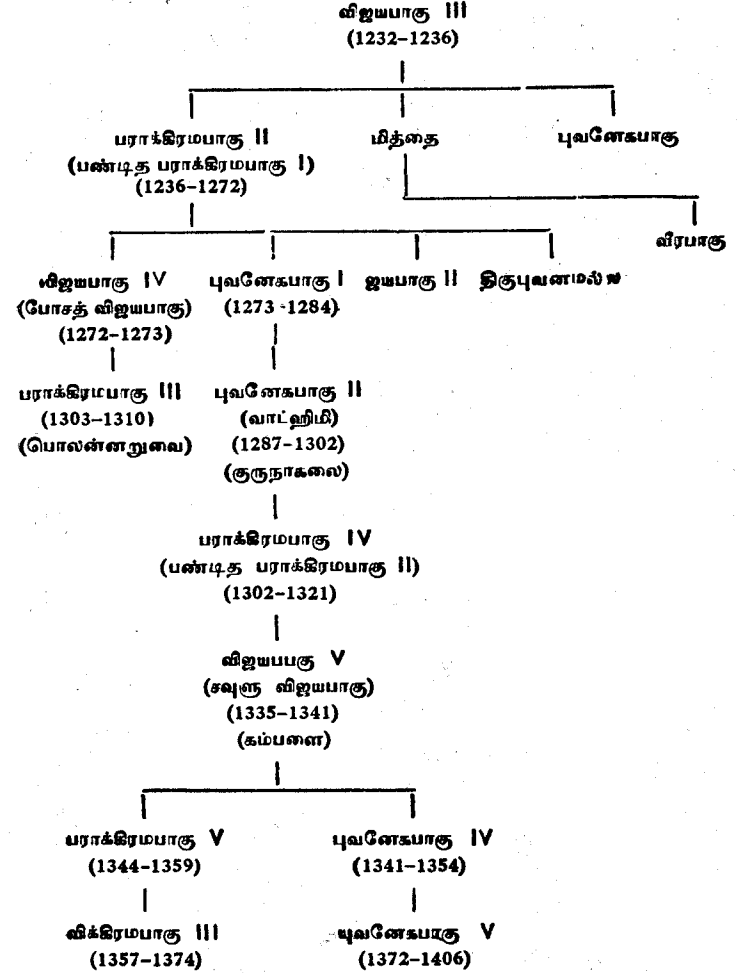 விஜயபாகு III
(1232–1236)
பராக்கிரமபாகு II
மித்தை
புவனேகபாகு
(பண்டித பராக்கிரமபாகு I)
(1236–1272)
வீரபாகு
விஜயபாகு IV
புவனேகபாகு I
ஜயபாகு II
திகுபுவனமல்ல
(போசத் விஜயபாகு)
(1273-1284)
(1272–1273)
பராக்கிரமபாகு III
புவனேகபாகு II
(1303–1310)
(வாட்ஹிமி)
(பொலன்னறுவை)
(1287–1302)
(குருநாகலை)
பராக்கிரமபாகு IV
(பண்டித பராக்கிரமபாகு II)
(1302–1321)
விஜயபபகு V
(சவுளு விஜயபாகு)
(1335–1341)
(கம்பளை)
பராக்கிரமபாகு V
புவனேகபாகு IV
(1344–1359)
(1341–1354)
விக்கிரமபாகு III
யுவனேகபாகு V
(1357–1374)
(1372–1406)